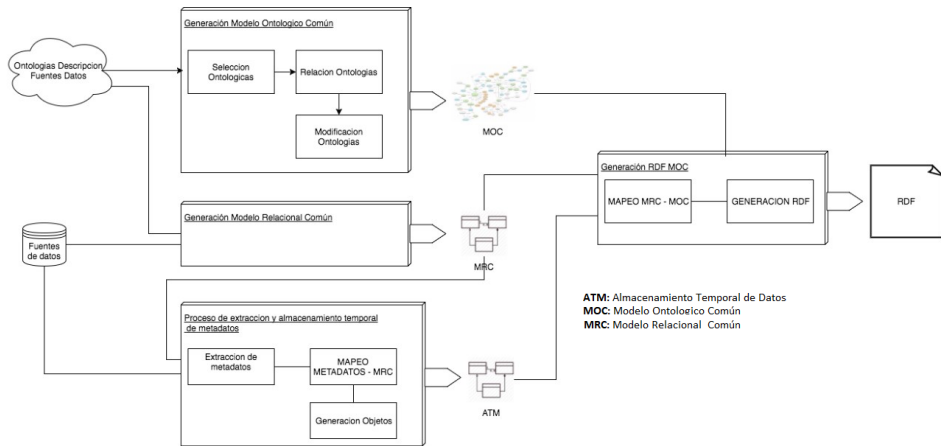 Generación Modelo Ontologico Común
Ontologias Descripcion
Fuentes Datos
Seleccion
Ontologicas
Relacion Ontologias
Modificacion
Ontologias
MOC
Generación RDF MOC
MAPEO MRC - MOC
GENERACION RDF
RDF
Generación Modelo Relacional Común
Fuentes
de datos
MRC
ATM: Almacenamiento Temporal de Datos
MOC: Modelo Ontologico Común
MRC: Modelo Relacional Común
Proceso de extraccion y almacenamiento temporal
de metadatos
Extraccion de
metadatos
MAPEO
METADATOS - MRC
Generacion Objetos
ATM